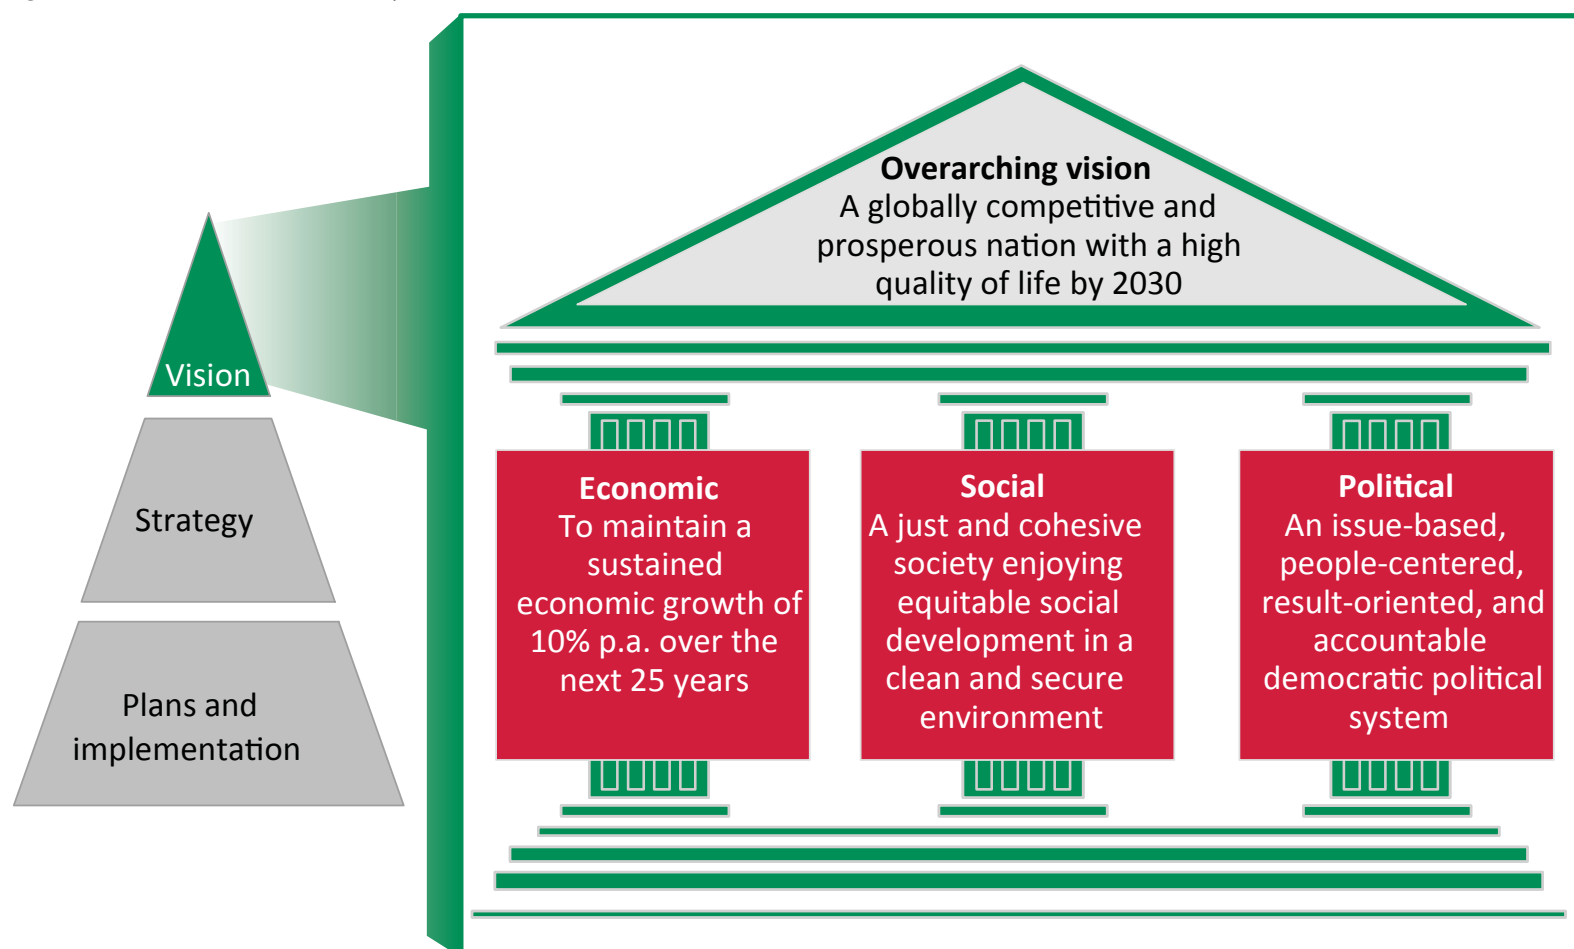 Overarching vision
A globally competitive and
prosperous nation with a high
quality of life by 2030
Vision
Strategy
Plans and
implementation
Economic
To maintain a
sustained
economic growth of
10% p.a. over the
next 25 years
Social
A just and cohesive
society enjoying
equitable social
development in a
clean and secure
environment
Political
An issue-based,
people-centered,
result-oriented, and
accountable
democratic political
system